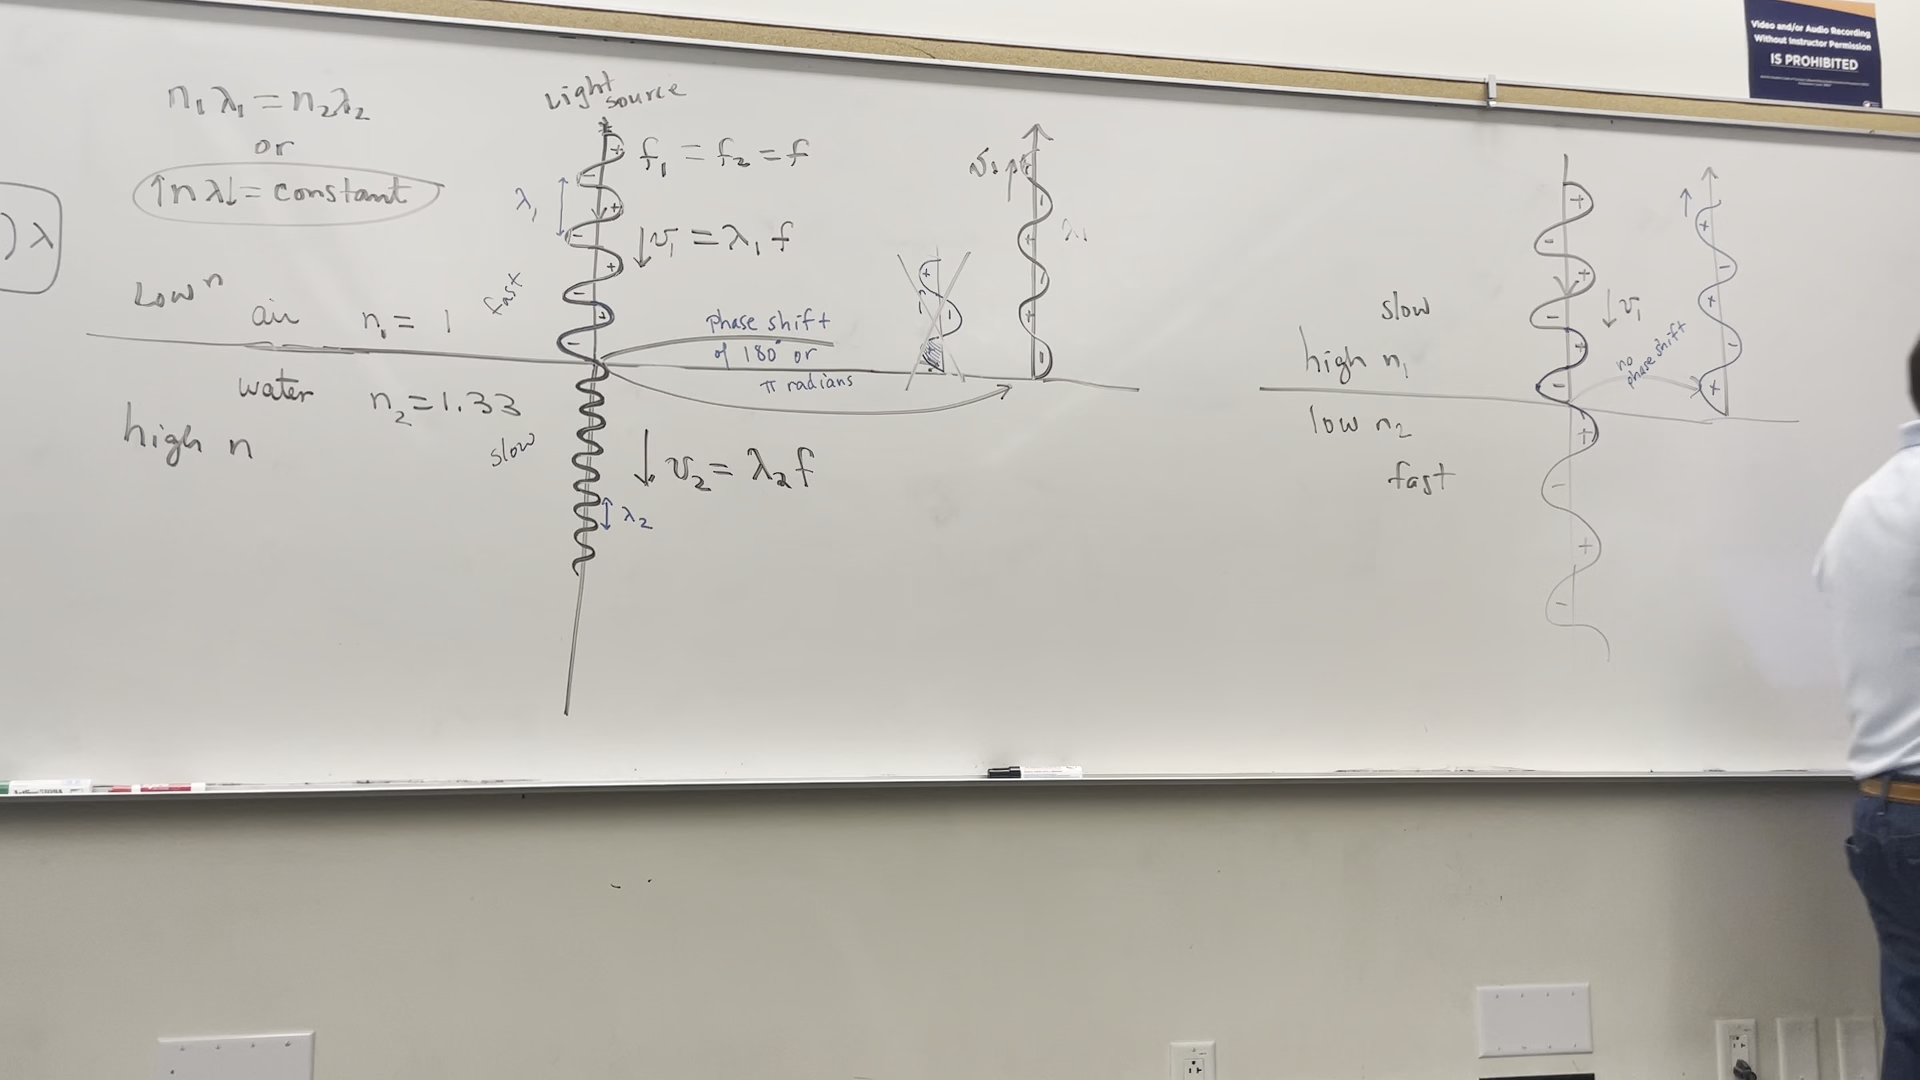 Video and/or Audio Recording
Without Instructor Permission
IS PROHIBITED
n₁λ₁ = n₂λ₂
or
↑nλ↓ = constant
)λ
Light
source
f₁ = f₂ = f
λ₁
↓v₁ = λ₁ f
Low n
air n₁ = 1
fast
phase shift
of 180° or
π radians
water n₂ = 1.33
high n
slow
↓ v₂ = λ₂ f
λ₂
λ₁
slow
high n₁
↓ v₁
no
phase shift
low n₂
fast